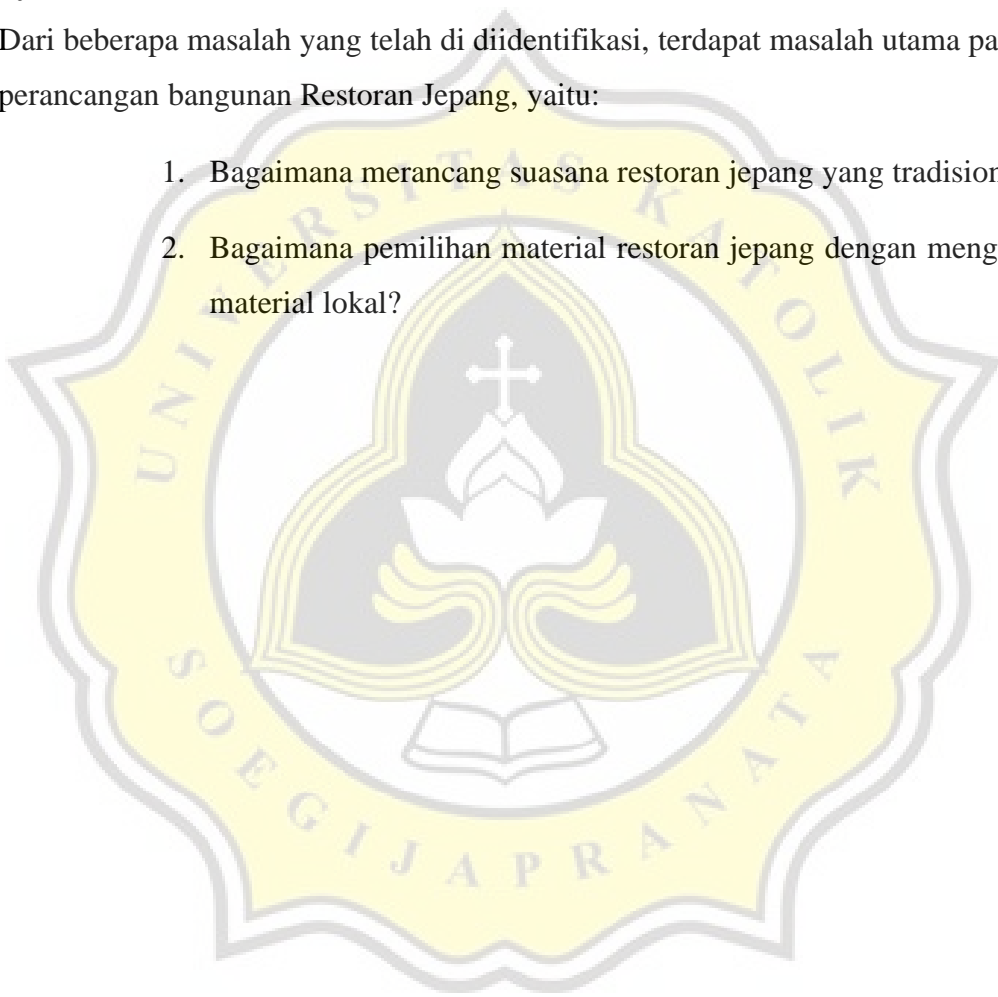 Dari beberapa masalah yang telah di diidentifikasi, terdapat masalah utama pa
perancangan bangunan Restoran Jepang, yaitu:
1. Bagaimana merancang suasana restoran jepang yang tradision
2. Bagaimana pemilihan material restoran jepang dengan meng
material lokal?
UNIVERSITAS KATOLIK
SOEGIJAPRANATA